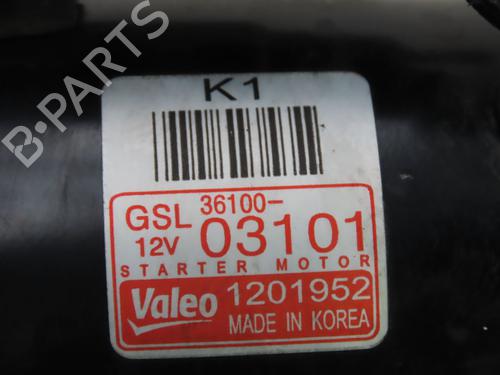 K1
GSL 36100-
12V 03101
STARTER MOTOR
Valeo 1201952
MADE IN KOREA
B-PARTS